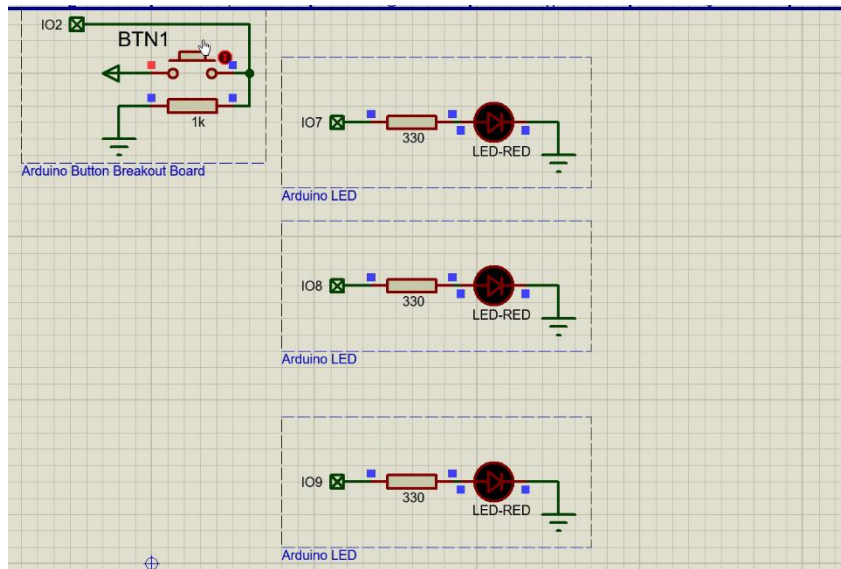 IO2
BTN1
1k
Arduino Button Breakout Board
IO7
330
LED-RED
Arduino LED
IO8
330
LED-RED
Arduino LED
IO9
330
LED-RED
Arduino LED